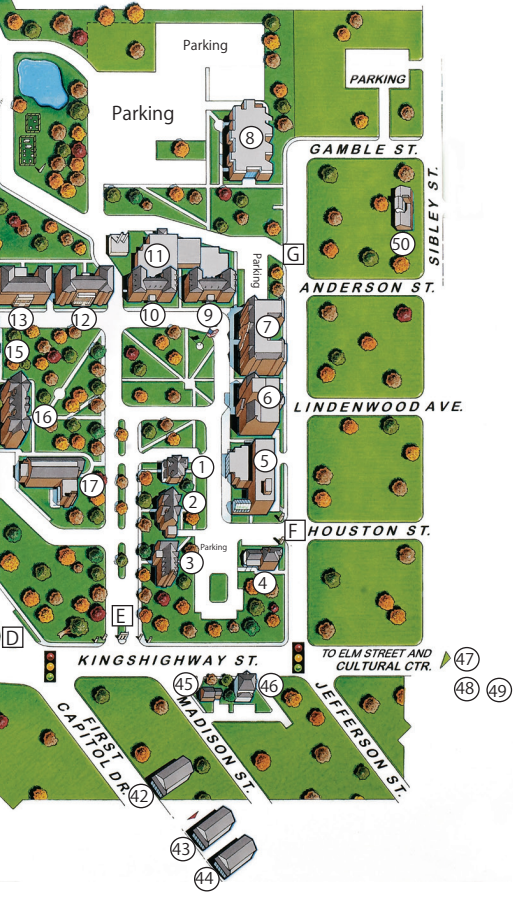 Parking
PARKING
Parking
8
GAMBLE ST.
SIBLEY ST.
50
G
11
Parking
ANDERSON ST.
13
12
10
9
7
15
6
LINDENWOOD AVE.
16
1
5
17
2
F
HOUSTON ST.
Parking
3
4
E
D
KINGSHIGHWAY ST.
TO ELM STREET AND
CULTURAL CTR.
47
45
46
48
49
FIRST
CAPITOL DR.
MADISON ST.
JEFFERSON ST.
42
43
44